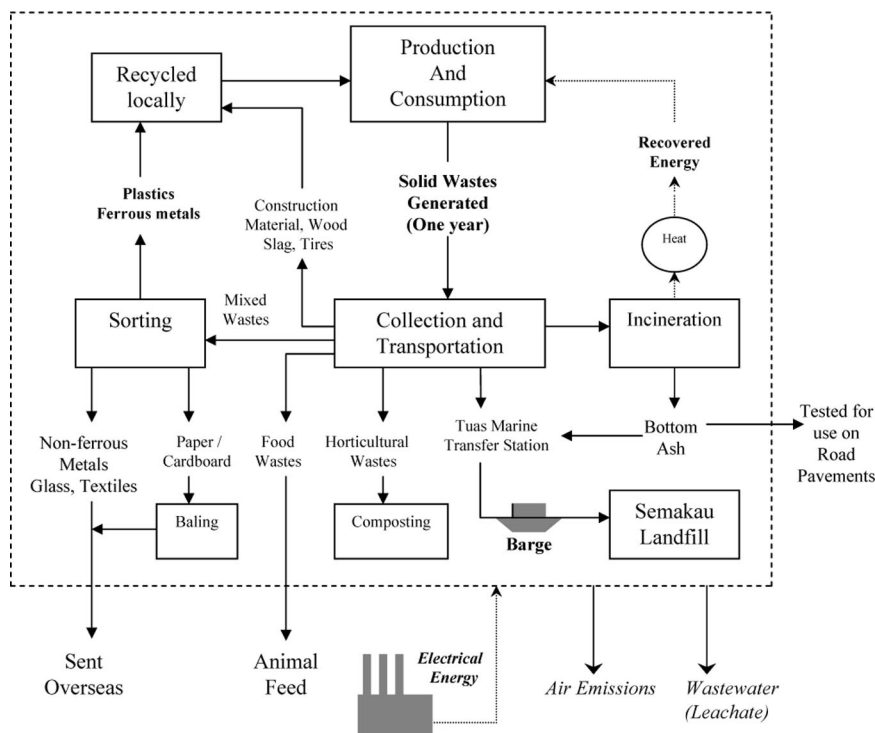 Recycled
locally
Production
And
Consumption
Recovered
Energy
Plastics
Ferrous metals
Construction
Material, Wood
Slag, Tires
Solid Wastes
Generated
(One year)
Heat
Sorting
Mixed
Wastes
Collection and
Transportation
Incineration
Non-ferrous
Metals
Glass, Textiles
Paper /
Cardboard
Food
Wastes
Horticultural
Wastes
Tuas Marine
Transfer Station
Bottom
Ash
Tested for
use on
Road
Pavements
Baling
Composting
Barge
Semakau
Landfill
Sent
Overseas
Animal
Feed
Electrical
Energy
Air Emissions
Wastewater
(Leachate)